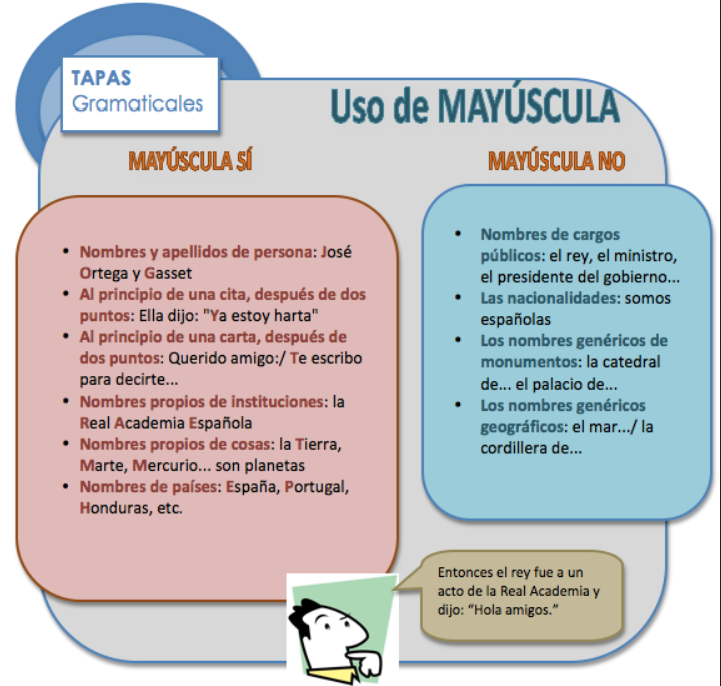 TAPAS
Gramaticales
Uso de MAYÚSCULA
MAYÚSCULA SÍ
• Nombres y apellidos de persona: José
Ortega y Gasset
• Al principio de una cita, después de dos
puntos: Ella dijo: "Ya estoy harta"
• Al principio de una carta, después de
dos puntos: Querido amigo:/ Te escribo
para decirte...
• Nombres propios de instituciones: la
Real Academia Española
• Nombres propios de cosas: la Tierra,
Marte, Mercurio... son planetas
• Nombres de países: España, Portugal,
Honduras, etc.
MAYÚSCULA NO
• Nombres de cargos
públicos: el rey, el ministro,
el presidente del gobierno...
• Las nacionalidades: somos
españolas
• Los nombres genéricos de
monumentos: la catedral
de... el palacio de...
• Los nombres genéricos
geográficos: el mar.../ la
cordillera de...
Entonces el rey fue a un
acto de la Real Academia y
dijo: “Hola amigos.”